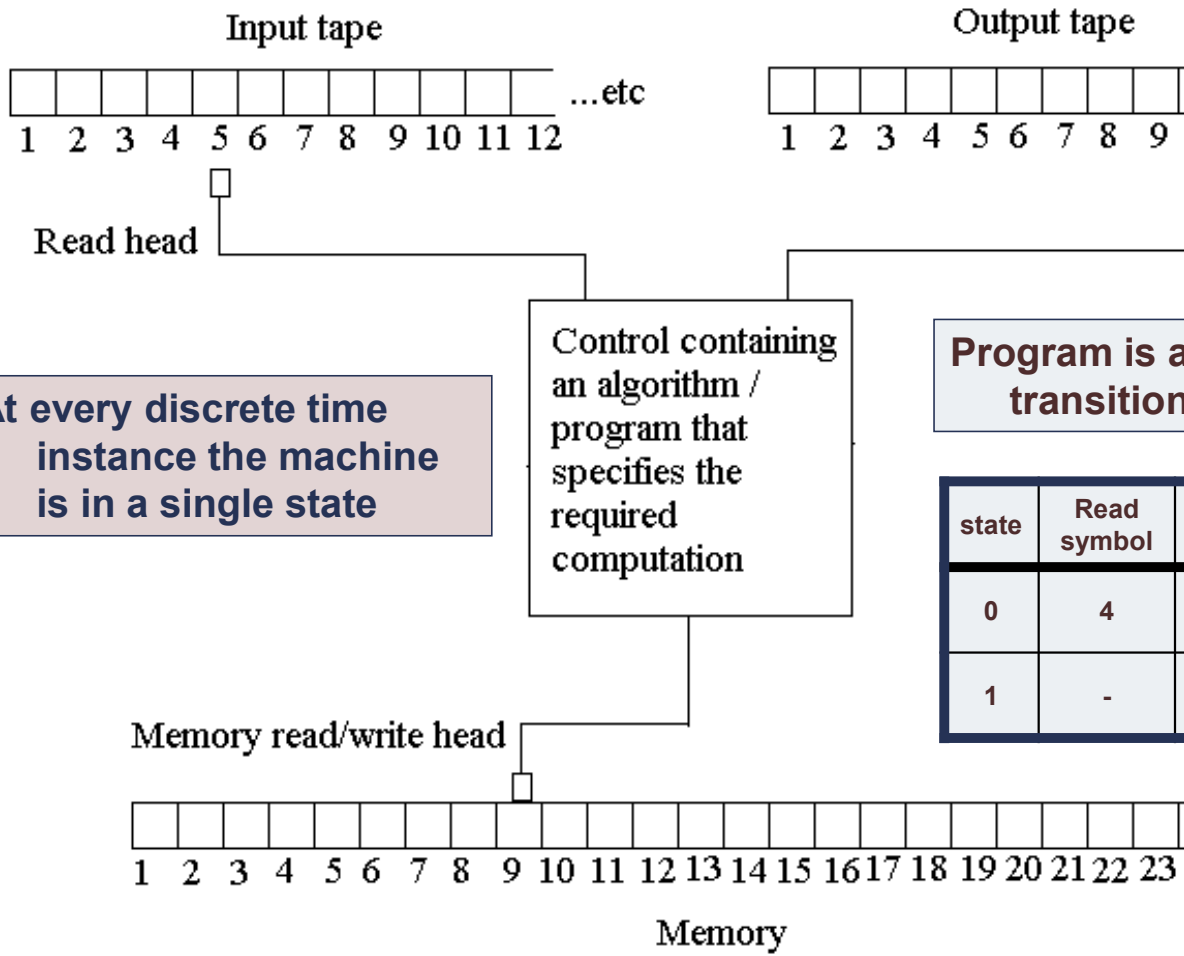 Input tape
Output tape
...etc
1 2 3 4 5 6 7 8 9 10 11 12
1 2 3 4 5 6 7 8 9
Read head
Control containing
an algorithm /
program that
specifies the
required
computation
Program is a
transition
At every discrete time
instance the machine
is in a single state
state Read symbol
0 4
1 -
Memory read/write head
1 2 3 4 5 6 7 8 9 10 11 12 13 14 15 16 17 18 19 20 21 22 23
Memory